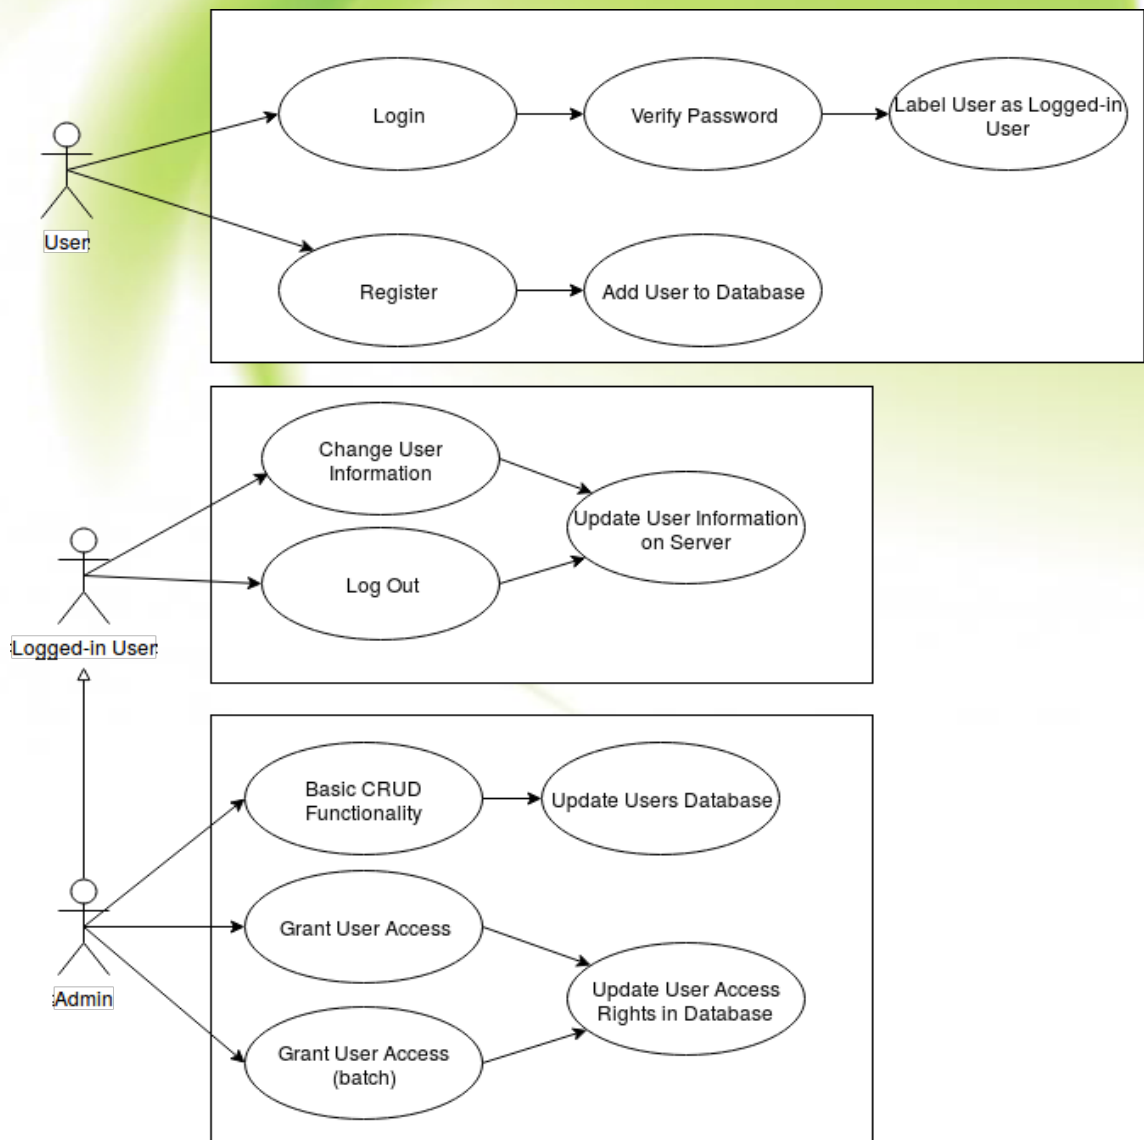 Login
Verify Password
Label User as Logged-in
User
User
Register
Add User to Database
Change User
Information
Update User Information
on Server
Log Out
Logged-in User
Basic CRUD
Functionality
Update Users Database
Grant User Access
Admin
Update User Access
Rights in Database
Grant User Access
(batch)